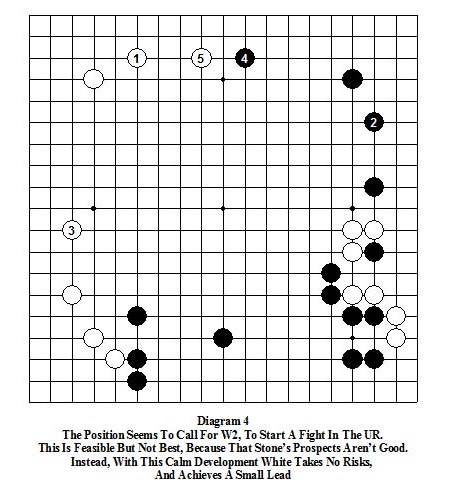 1
5
4
2
3
Diagram 4
The Position Seems To Call For W2, To Start A Fight In The UR.
This Is Feasible But Not Best, Because That Stone's Prospects Aren't Good.
Instead, With This Calm Development White Takes No Risks,
And Achieves A Small Lead